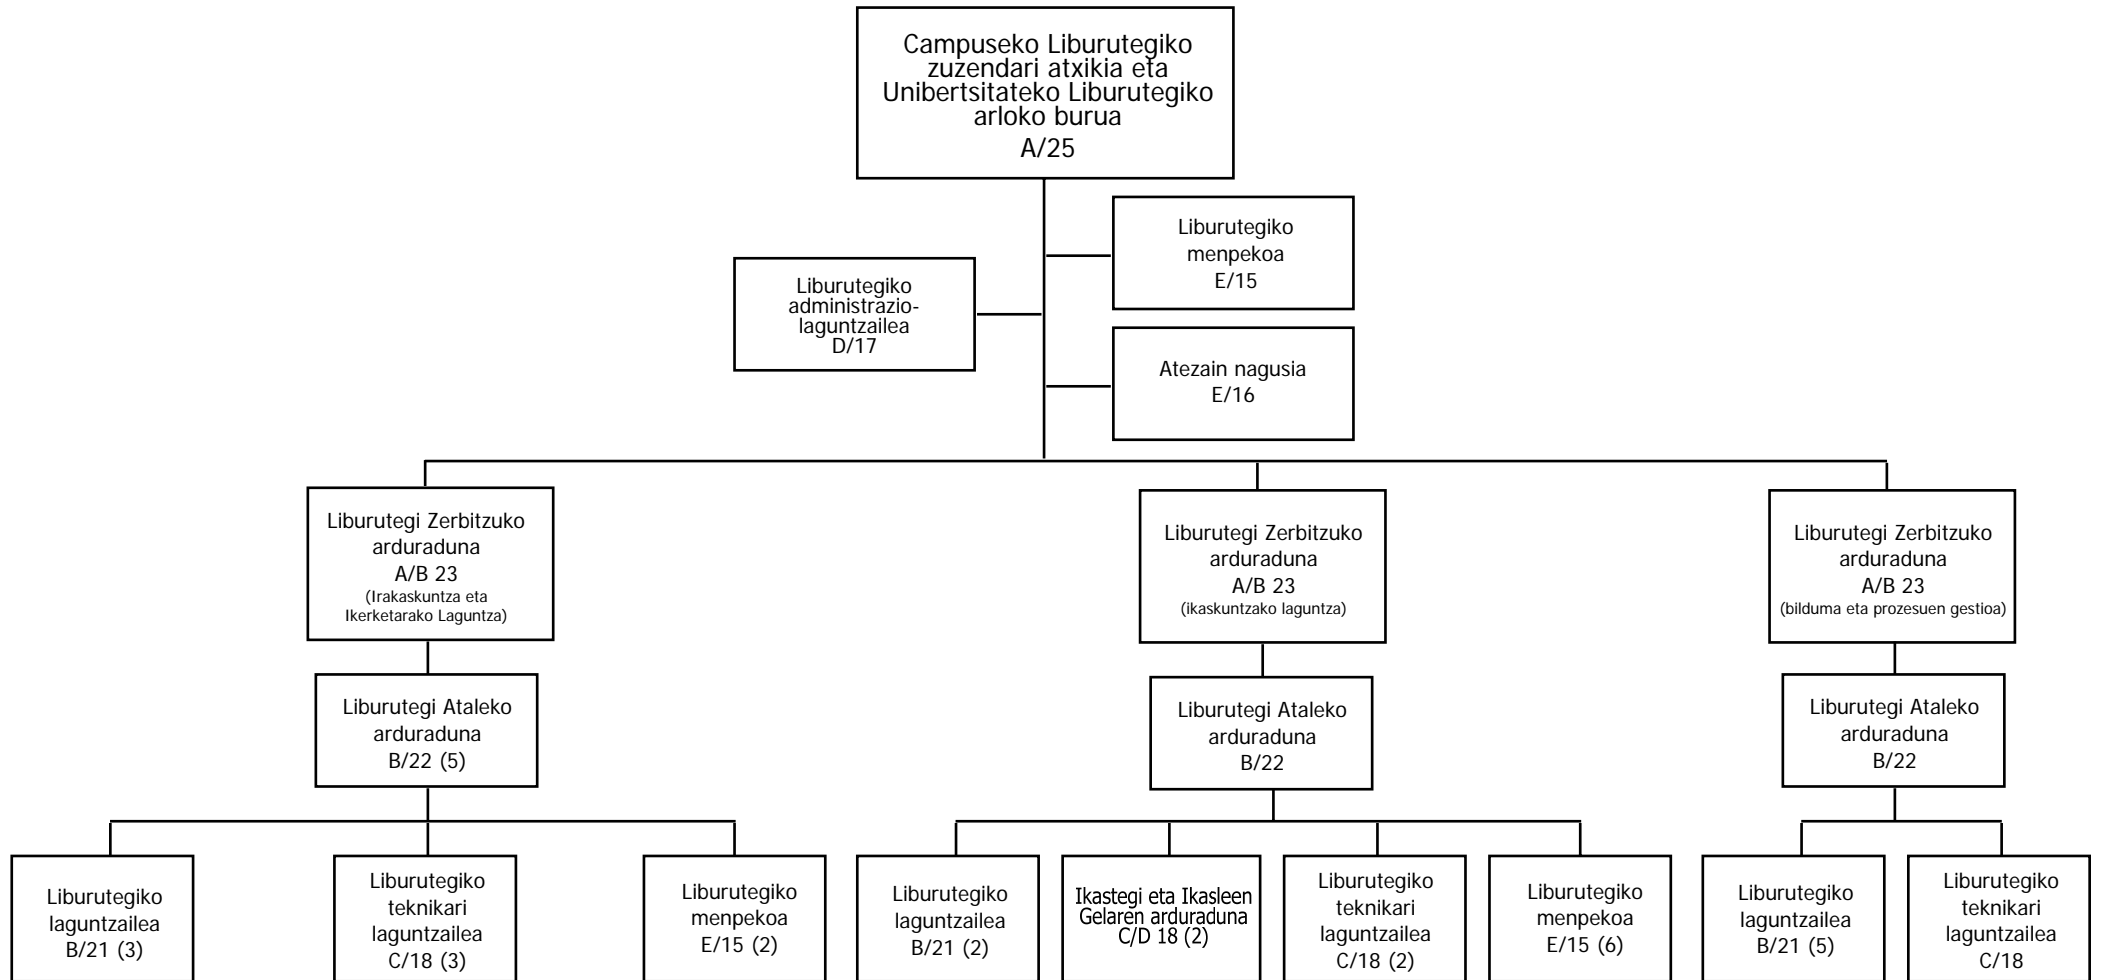 Campuseko Liburutegiko
zuzendari atxikia eta
Unibertsitateko Liburutegiko
arloko burua
A/25
Liburutegiko
menpekoa
E/15
Liburutegiko
administrazio-
laguntzailea
D/17
Atezain nagusia
E/16
Liburutegi Zerbitzuko
arduraduna
A/B 23
(Irakaskuntza eta
Ikerketarako Laguntza)
Liburutegi Zerbitzuko
arduraduna
A/B 23
(ikaskuntzako laguntza)
Liburutegi Zerbitzuko
arduraduna
A/B 23
(bilduma eta prozesuen gestioa)
Liburutegi Ataleko
arduraduna
B/22 (5)
Liburutegi Ataleko
arduraduna
B/22
Liburutegi Ataleko
arduraduna
B/22
Liburutegiko
laguntzailea
B/21 (3)
Liburutegiko
teknikari
laguntzailea
C/18 (3)
Liburutegiko
menpekoa
E/15 (2)
Liburutegiko
laguntzailea
B/21 (2)
Ikastegi eta Ikasleen
Gelaren arduraduna
C/D 18 (2)
Liburutegiko
teknikari
laguntzailea
C/18 (2)
Liburutegiko
menpekoa
E/15 (6)
Liburutegiko
laguntzailea
B/21 (5)
Liburutegiko
teknikari
laguntzailea
C/18